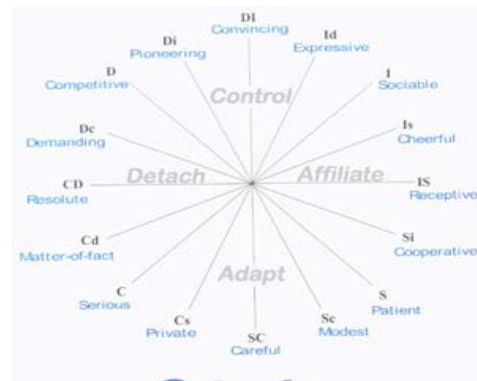 DI
Convincing
Di
Pioneering
Id
Expressive
D
Competitive
I
Sociable
Control
Dc
Demanding
Is
Cheerful
Detach
Affiliate
CD
Resolute
IS
Receptive
Cd
Matter-of-fact
Si
Cooperative
Adapt
C
Serious
S
Patient
Cs
Private
Sc
Modest
SC
Careful